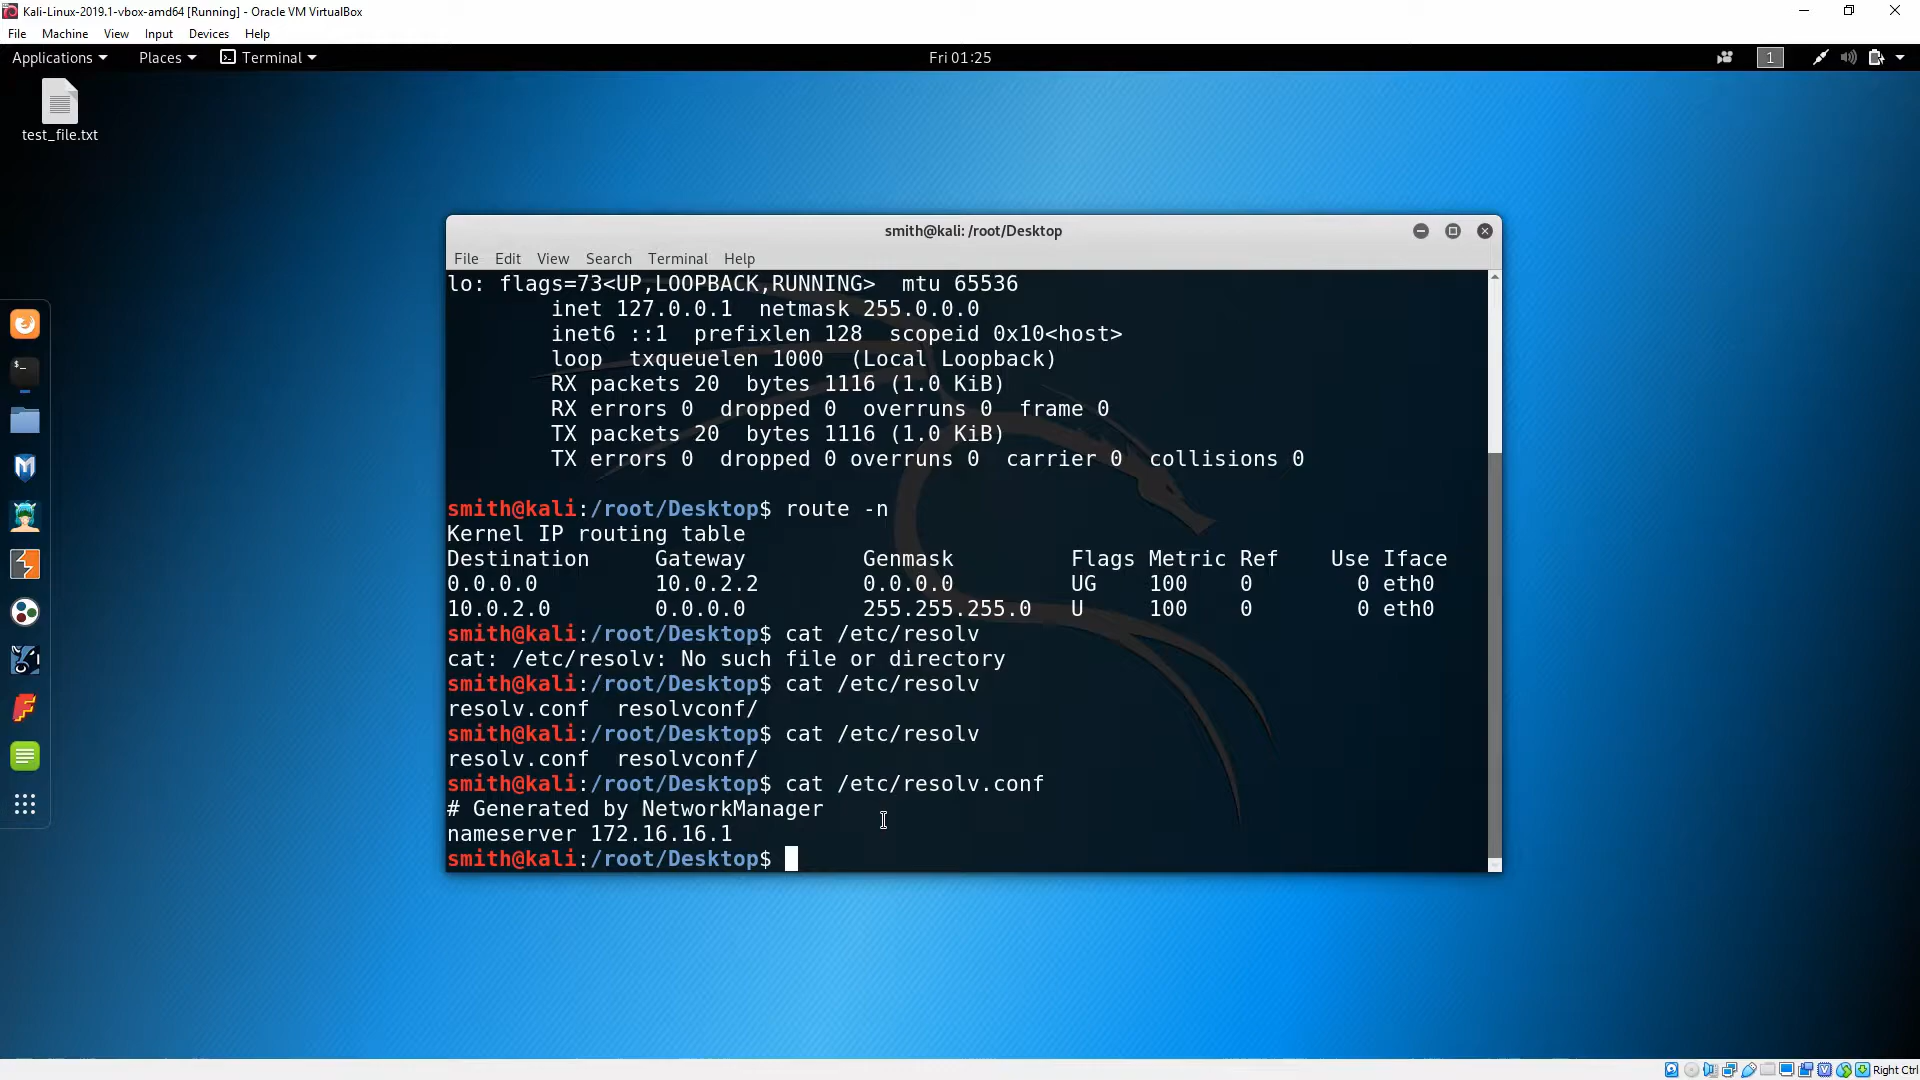 Kali-Linux-2019.1-vbox-amd64 [Running] - Oracle VM VirtualBox
File Machine View Input Devices Help
Applications Places Terminal Fri 01:25 1
test_file.txt
smith@kali: /root/Desktop
File Edit View Search Terminal Help
lo: flags=73<UP,LOOPBACK,RUNNING>  mtu 65536
        inet 127.0.0.1  netmask 255.0.0.0
        inet6 ::1  prefixlen 128  scopeid 0x10<host>
        loop  txqueuelen 1000  (Local Loopback)
        RX packets 20  bytes 1116 (1.0 KiB)
        RX errors 0  dropped 0  overruns 0  frame 0
        TX packets 20  bytes 1116 (1.0 KiB)
        TX errors 0  dropped 0 overruns 0  carrier 0  collisions 0
smith@kali:/root/Desktop$ route -n
Kernel IP routing table
Destination     Gateway         Genmask         Flags Metric Ref    Use Iface
0.0.0.0         10.0.2.2        0.0.0.0         UG    100    0        0 eth0
10.0.2.0        0.0.0.0         255.255.255.0   U     100    0        0 eth0
smith@kali:/root/Desktop$ cat /etc/resolv
cat: /etc/resolv: No such file or directory
smith@kali:/root/Desktop$ cat /etc/resolv
resolv.conf  resolvconf/
smith@kali:/root/Desktop$ cat /etc/resolv
resolv.conf  resolvconf/
smith@kali:/root/Desktop$ cat /etc/resolv.conf
# Generated by NetworkManager
nameserver 172.16.16.1
smith@kali:/root/Desktop$
Right Ctrl